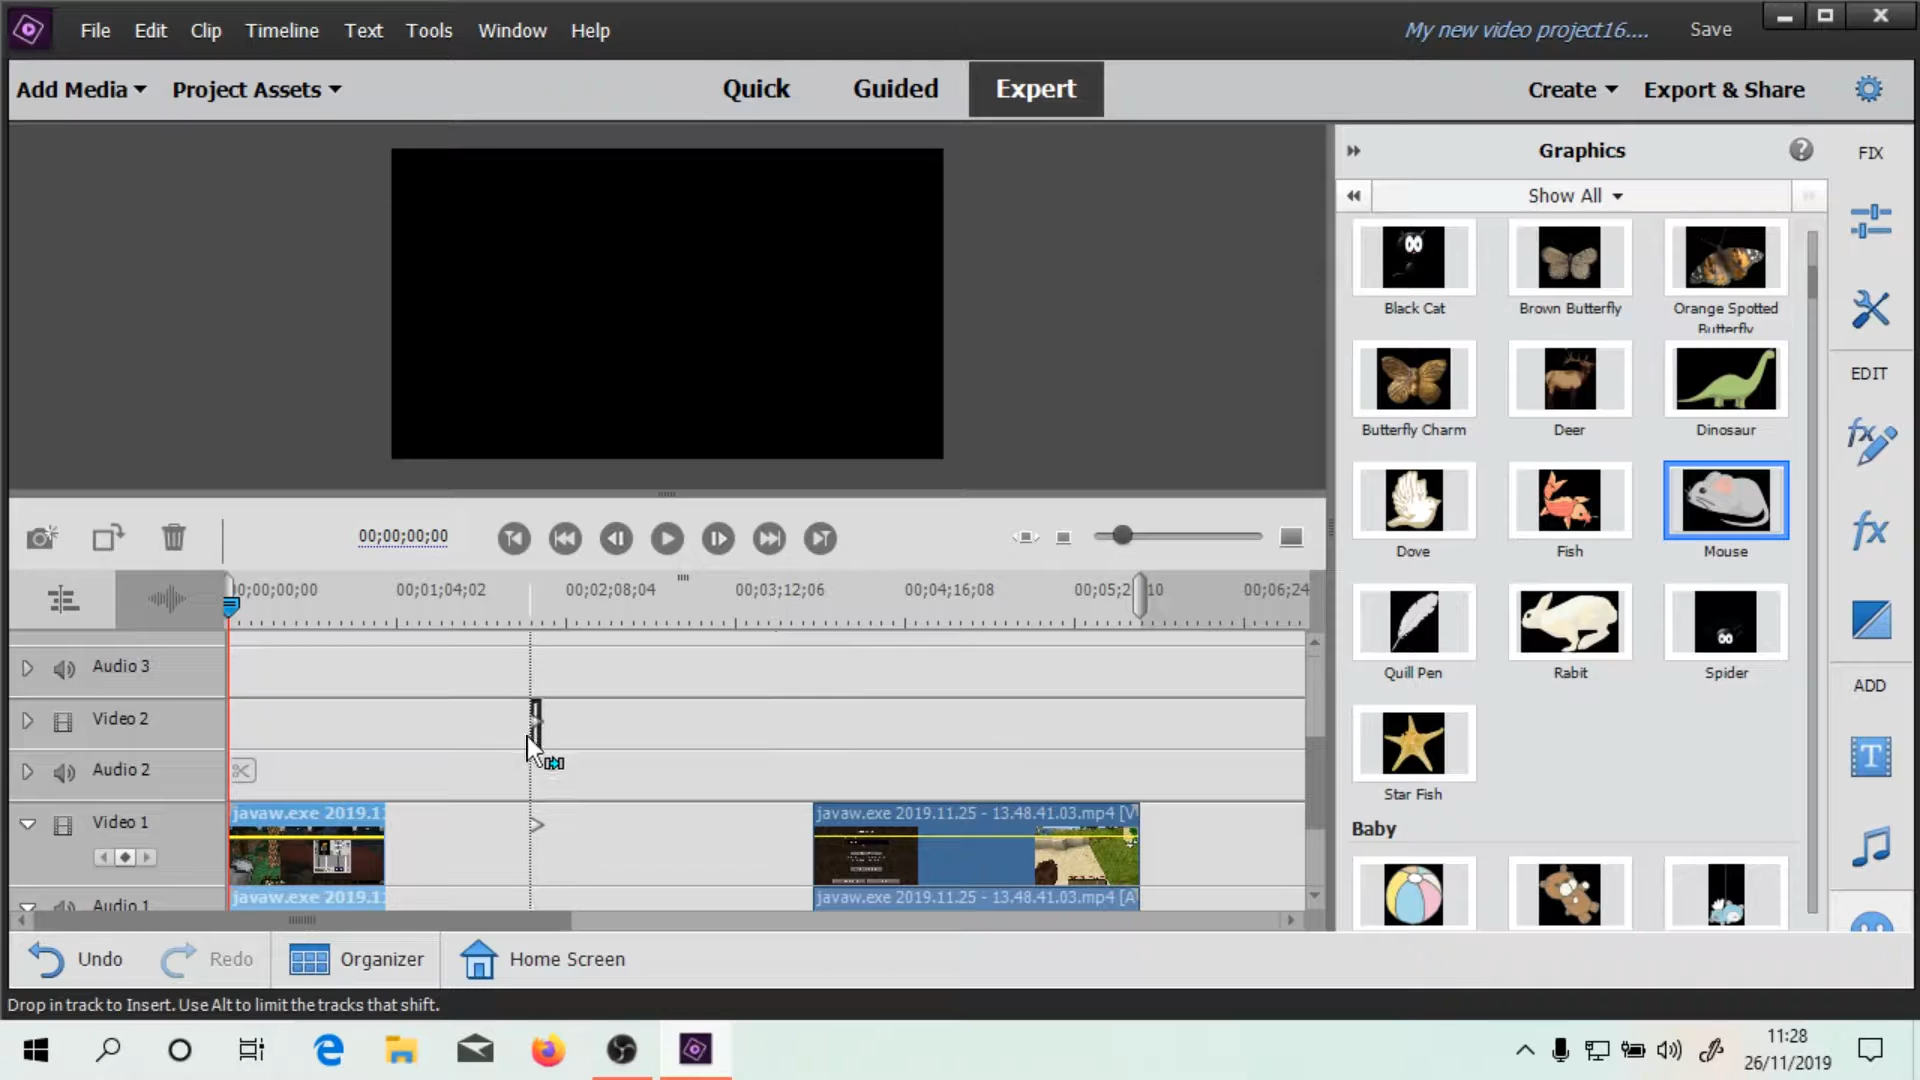 File Edit Clip Timeline Text Tools Window Help
My new video project16.... Save
Add Media Project Assets
Quick Guided Expert
Create Export & Share
Graphics
FIX
Show All
Black Cat Brown Butterfly Orange Spotted
Butterfly
EDIT
Butterfly Charm Deer Dinosaur
Dove Fish Mouse
00;00;00;00
00;01;04;02 00;02;08;04 00;03;12;06 00;04;16;08 00;06;24
Quill Pen Rabit Spider
ADD
Audio 3
Video 2
Audio 2
Star Fish
Video 1
javaw.exe 2019.11
javaw.exe 2019.11.25 - 13.48.41.03.mp4 [V
Baby
Audio 1
javaw.exe 2019.11
javaw.exe 2019.11.25 - 13.48.41.03.mp4 [A
Undo Redo Organizer Home Screen
Drop in track to Insert. Use Alt to limit the tracks that shift.
11:28
26/11/2019